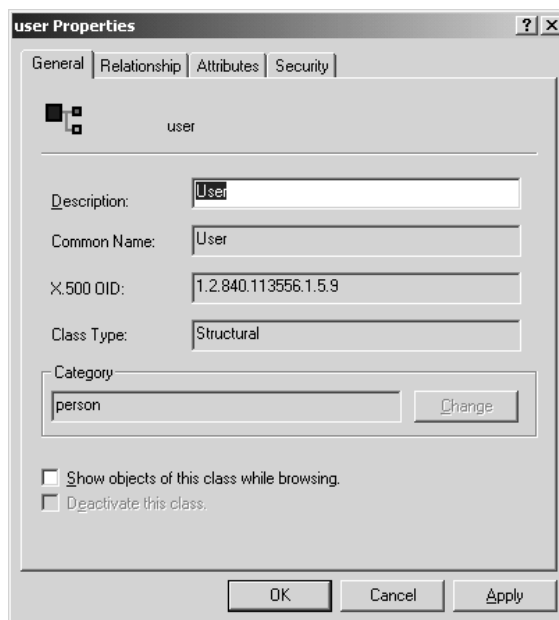 user Properties
General Relationship Attributes Security
user
Description: User
Common Name: User
X.500 OID: 1.2.840.113556.1.5.9
Class Type: Structural
Category
person Change
Show objects of this class while browsing.
Deactivate this class.
OK Cancel Apply